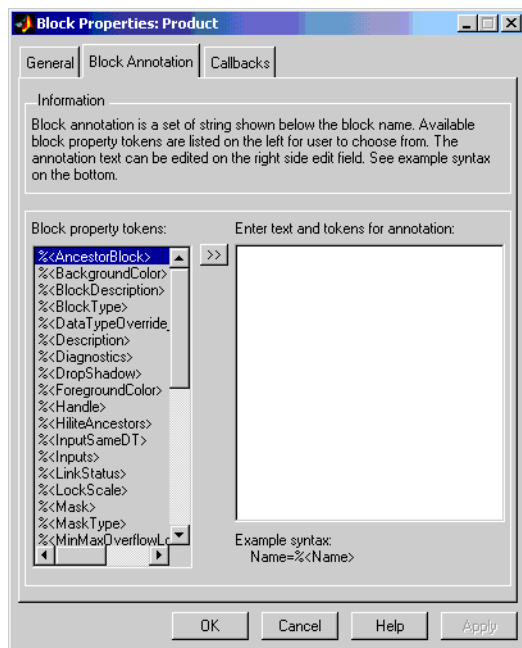 Block Properties: Product
General
Block Annotation
Callbacks
Information
Block annotation is a set of string shown below the block name. Available
block property tokens are listed on the left for user to choose from. The
annotation text can be edited on the right side edit field. See example syntax
on the bottom.
Block property tokens:
Enter text and tokens for annotation:
%<AncestorBlock>
>>
%<BackgroundColor>
%<BlockDescription>
%<BlockType>
%<DataTypeOverride_
%<Description>
%<Diagnostics>
%<DropShadow>
%<ForegroundColor>
%<Handle>
%<HiliteAncestors>
%<InputSameDT>
%<Inputs>
%<LinkStatus>
%<LockScale>
%<Mask>
%<MaskType>
%<MinMaxOverflowLo
Example syntax:
Name=%<Name>
OK
Cancel
Help
Apply